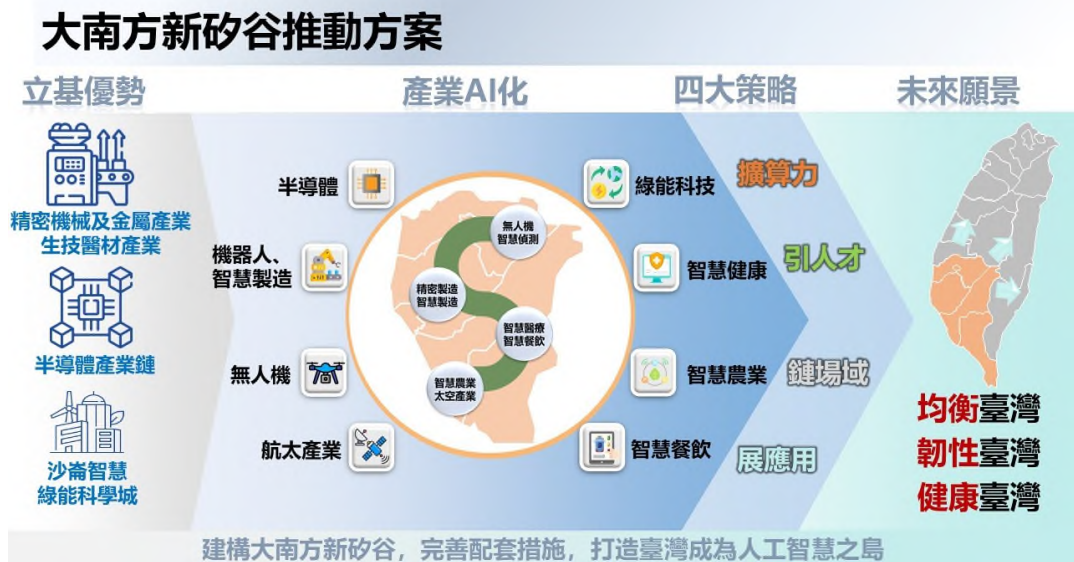 大南方新矽谷推動方案
立基優勢
產業AI化
四大策略
未來願景
精密機械及金屬產業
生技醫材產業
半導體產業鏈
沙崙智慧
綠能科學城
半導體
機器人、
智慧製造
無人機
航太產業
無人機
智慧偵測
精密製造
智慧製造
智慧醫療
智慧餐飲
智慧農業
太空產業
綠能科技
智慧健康
智慧農業
智慧餐飲
擴算力
引人才
鏈場域
展應用
均衡臺灣
韌性臺灣
健康臺灣
建構大南方新矽谷，完善配套措施，打造臺灣成為人工智慧之島